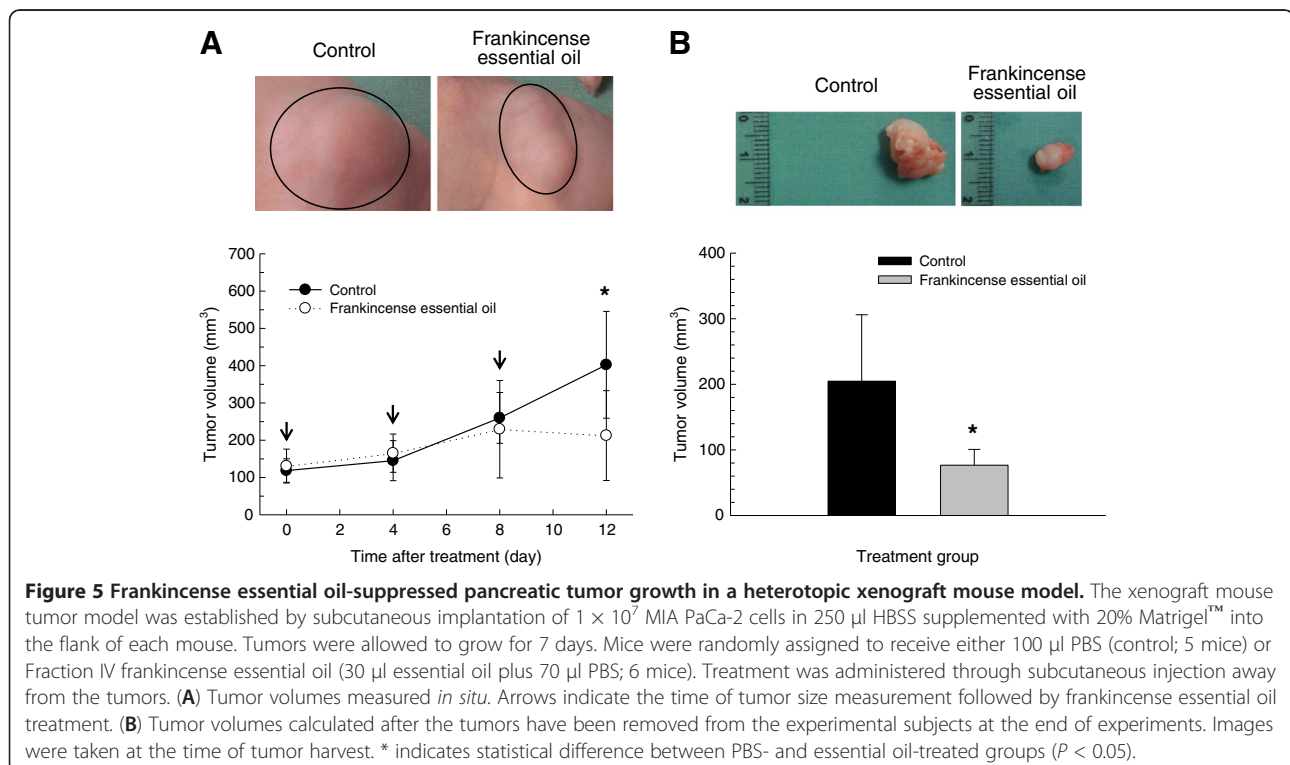 A
Control
Frankincense
essential oil
B
Control
Frankincense
essential oil
0
1
2
0
1
2
700
600
500
400
300
200
100
0
Tumor volume (mm³)
Control
Frankincense essential oil
*
0 2 4 6 8 10 12
Time after treatment (day)
400
300
200
100
0
Tumor volume (mm³)
Control
Frankincense essential oil
*
Treatment group
Figure 5 Frankincense essential oil-suppressed pancreatic tumor growth in a heterotopic xenograft mouse model. The xenograft mouse
tumor model was established by subcutaneous implantation of 1 × 10⁷ MIA PaCa-2 cells in 250 μl HBSS supplemented with 20% Matrigel™ into
the flank of each mouse. Tumors were allowed to grow for 7 days. Mice were randomly assigned to receive either 100 μl PBS (control; 5 mice) or
Fraction IV frankincense essential oil (30 μl essential oil plus 70 μl PBS; 6 mice). Treatment was administered through subcutaneous injection away
from the tumors. (A) Tumor volumes measured in situ. Arrows indicate the time of tumor size measurement followed by frankincense essential oil
treatment. (B) Tumor volumes calculated after the tumors have been removed from the experimental subjects at the end of experiments. Images
were taken at the time of tumor harvest. * indicates statistical difference between PBS- and essential oil-treated groups (P < 0.05).